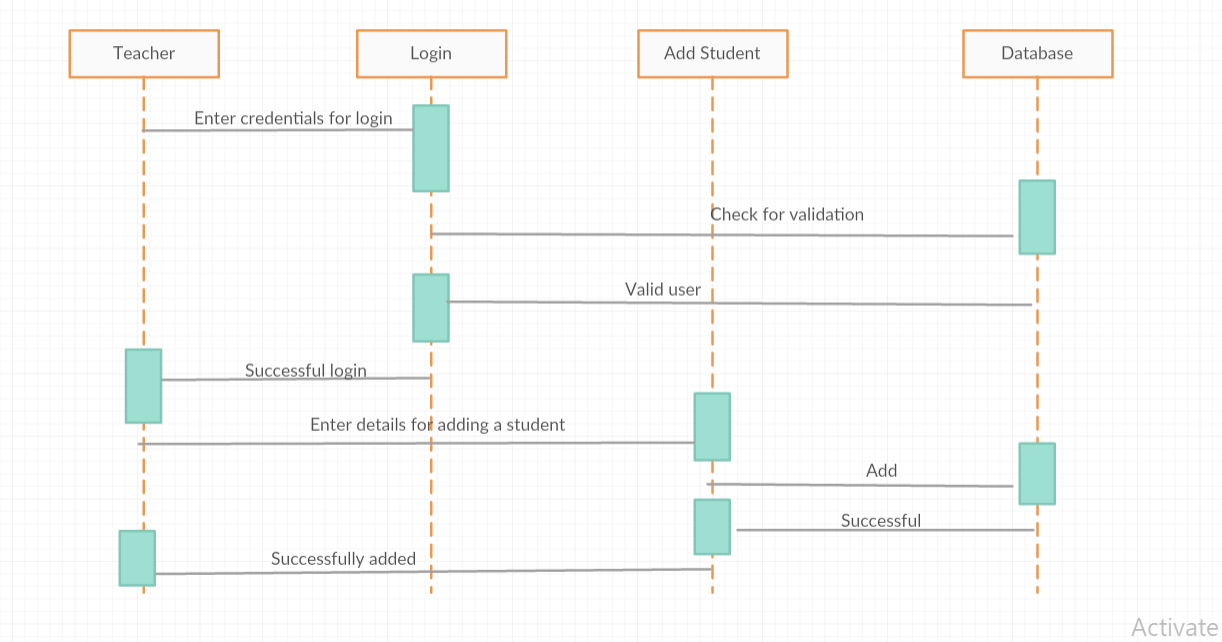 Teacher
Login
Add Student
Database
Enter credentials for login
Check for validation
Valid user
Successful login
Enter details for adding a student
Add
Successful
Successfully added
Activate